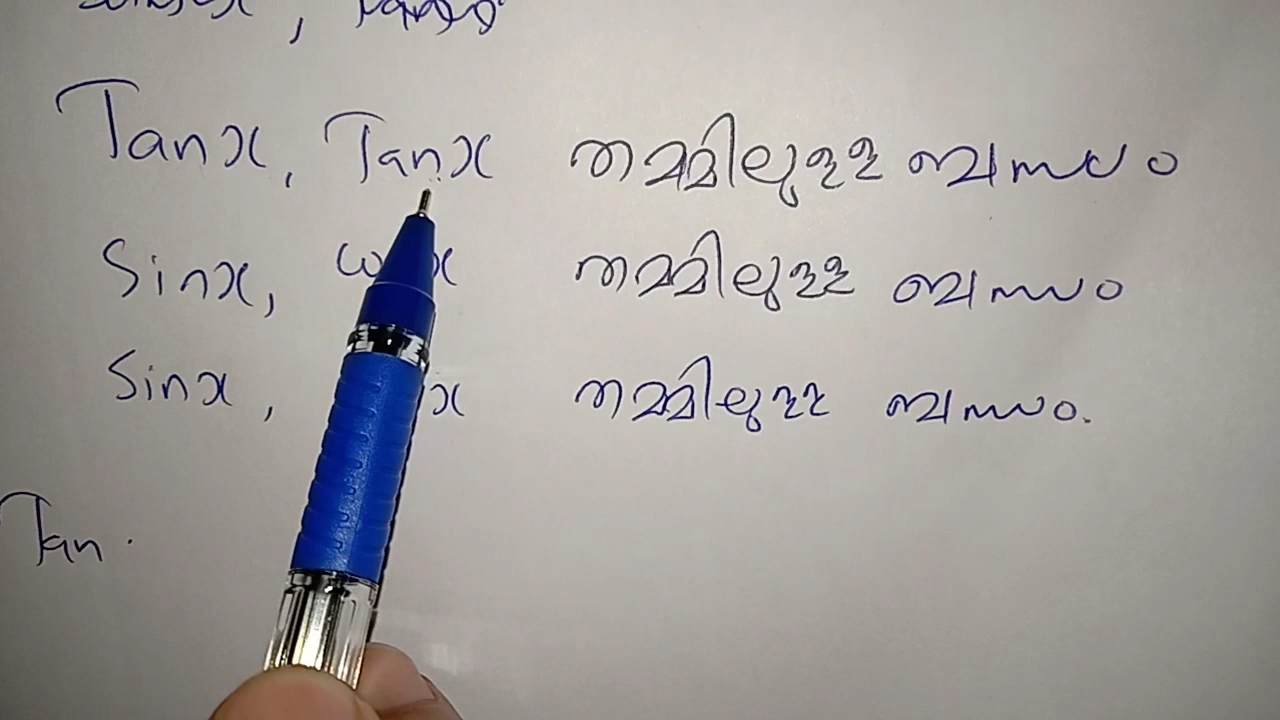 Tanx, Tanx തമ്മിലുള്ള ബന്ധം
Sinx, തമ്മിലുള്ള ബന്ധം
Sinx, തമ്മിലുള്ള ബന്ധം.
Tan.